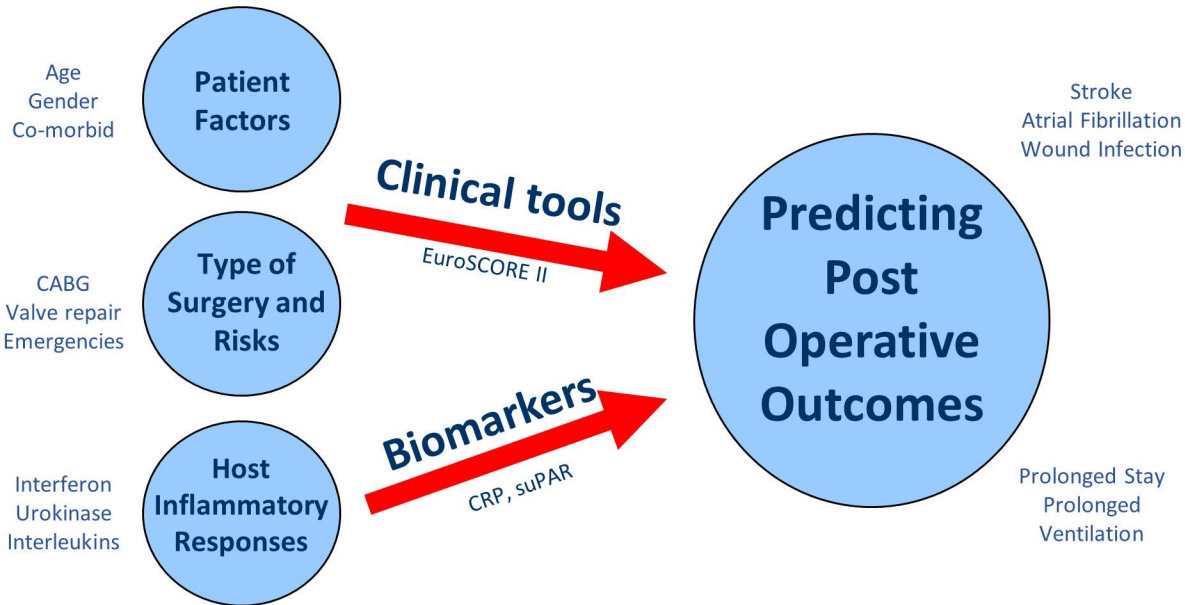 Age
Gender
Co-morbid
Patient
Factors
CABG
Valve repair
Emergencies
Type of
Surgery and
Risks
Interferon
Urokinase
Interleukins
Host
Inflammatory
Responses
Clinical tools
EuroSCORE II
Biomarkers
CRP, suPAR
Predicting
Post
Operative
Outcomes
Stroke
Atrial Fibrillation
Wound Infection
Prolonged Stay
Prolonged
Ventilation